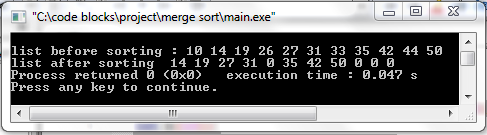 "C:\code blocks\project\merge sort\main.exe"
list before sorting : 10 14 19 26 27 31 33 35 42 44 50
list after sorting  14 19 27 31 0 35 42 50 0 0 0
Process returned 0 (0x0)   execution time : 0.047 s
Press any key to continue.